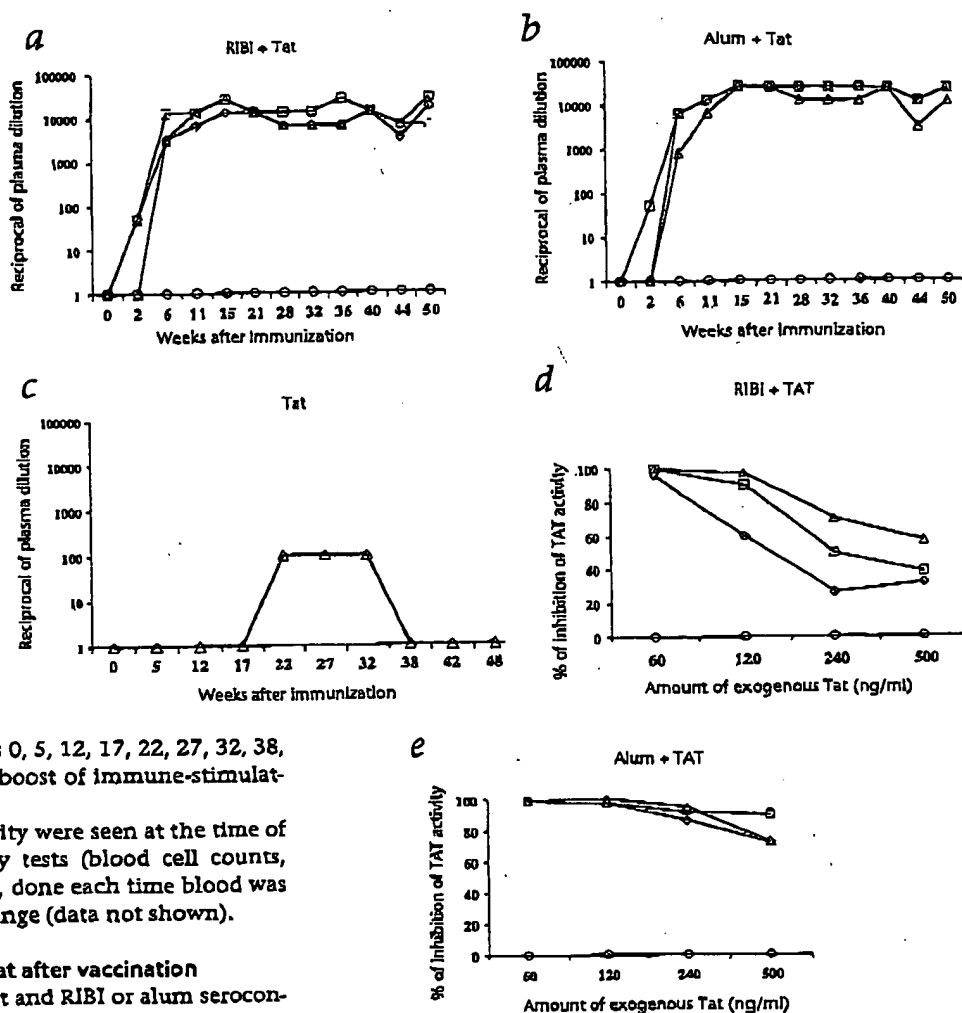 a
RIBI + Tat
Reciprocal of plasma dilution
100000
10000
1000
100
10
1
0 2 6 11 15 21 28 32 36 40 44 50
Weeks after immunization
b
Alum + Tat
Reciprocal of plasma dilution
100000
10000
1000
100
10
1
0 2 6 11 15 21 28 32 36 40 44 50
Weeks after immunization
c
Tat
Reciprocal of plasma dilution
100000
10000
1000
100
10
1
0 5 12 17 22 27 32 38 42 48
Weeks after immunization
d
RIBI + TAT
% of Inhibition of TAT activity
100
80
60
40
20
0
60 120 240 500
Amount of exogenous Tat (ng/ml)
0, 5, 12, 17, 22, 27, 32, 38,
boost of immune-stimulat-
ity were seen at the time of
y tests (blood cell counts,
, done each time blood was
nge (data not shown).
at after vaccination
t and RIBI or alum serocon-
e
Alum + TAT
% of Inhibition of TAT activity
100
80
60
40
20
0
60 120 240 500
Amount of exogenous Tat (ng/ml)